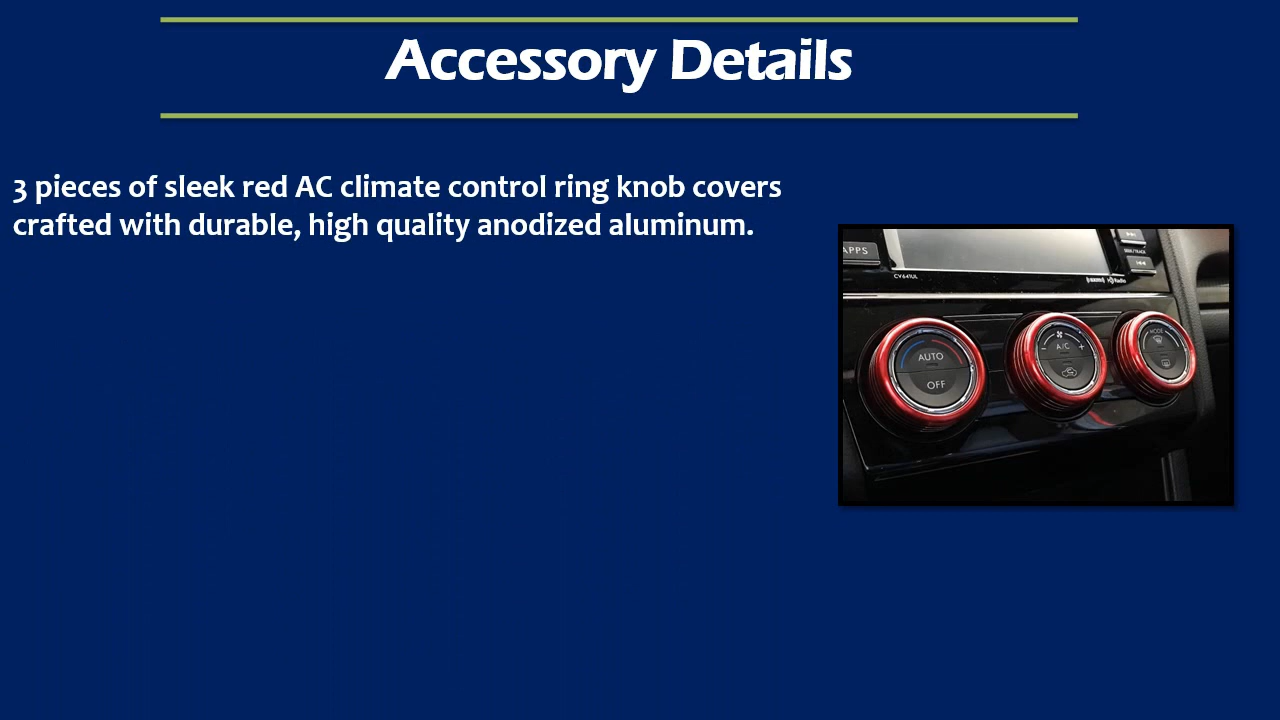 Accessory Details
3 pieces of sleek red AC climate control ring knob covers
crafted with durable, high quality anodized aluminum.
APPS
AUTO
OFF
A/C
MODE